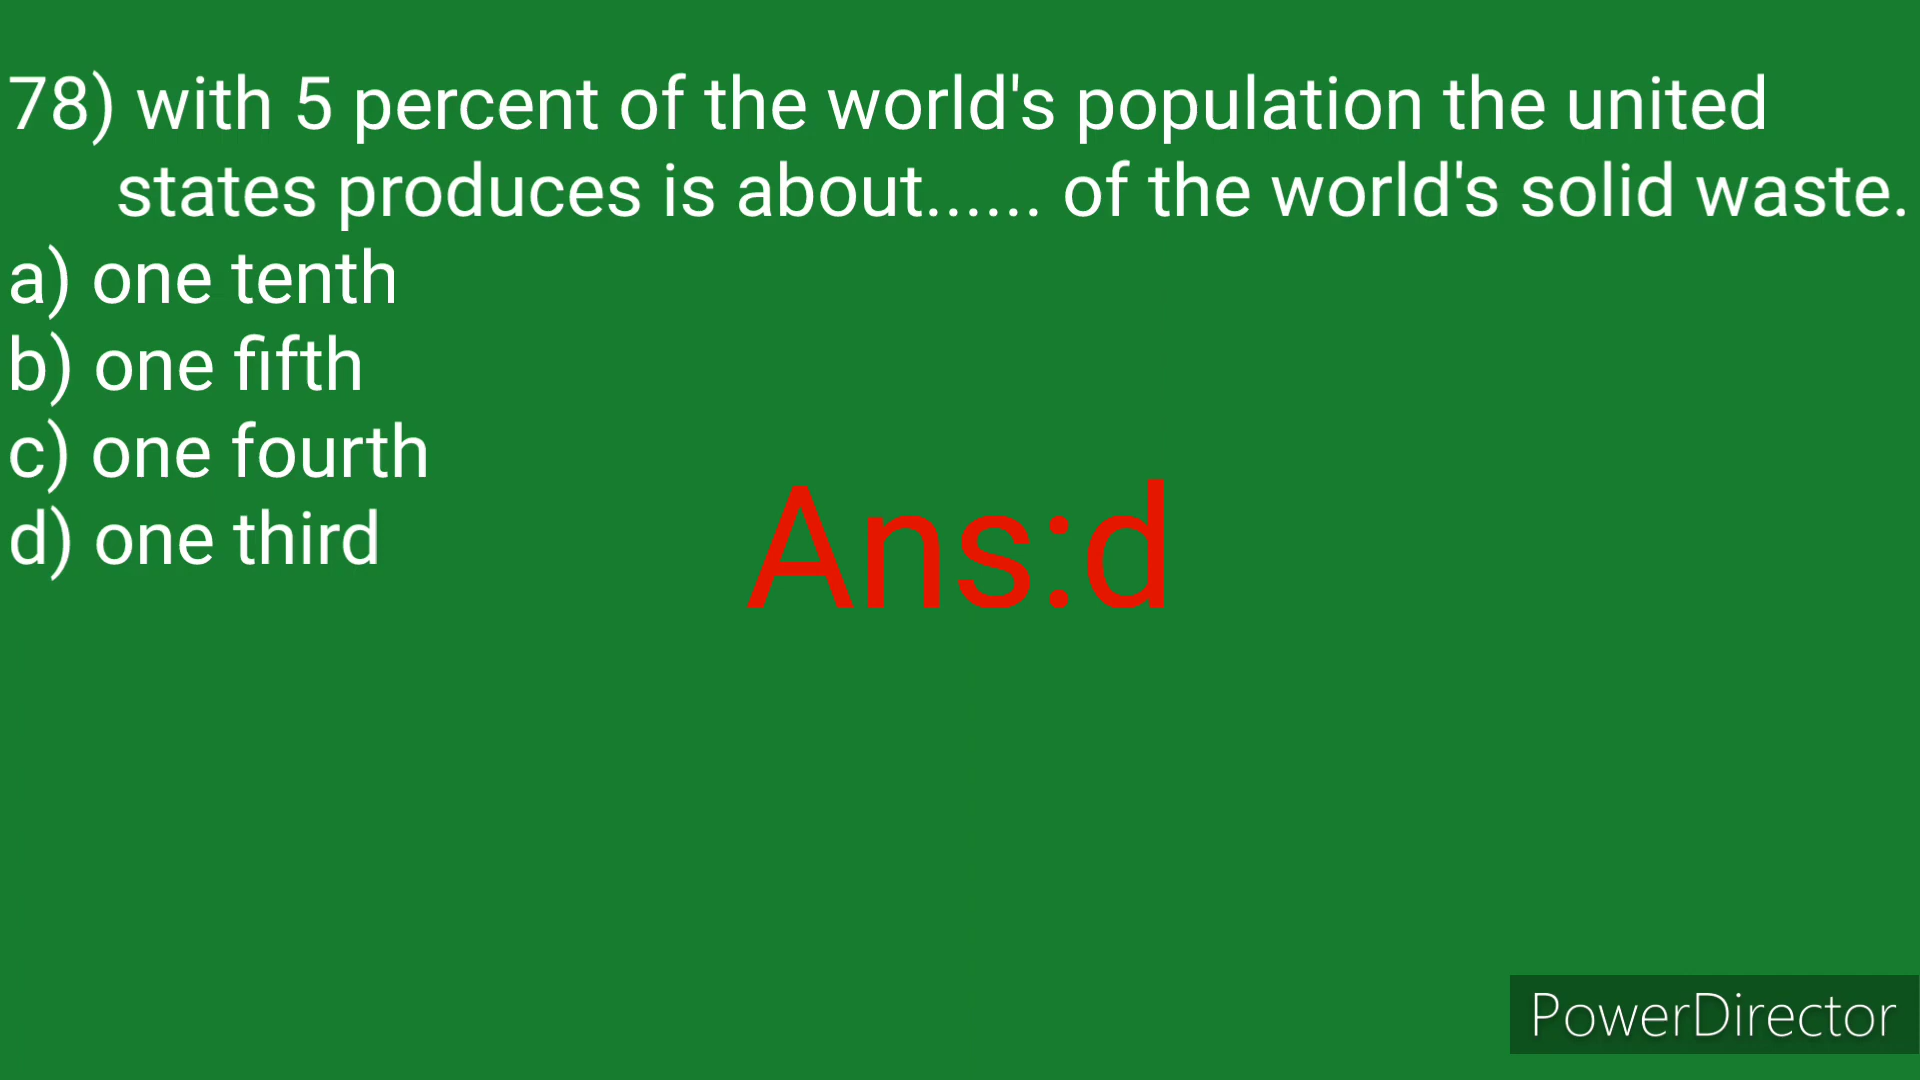 78) with 5 percent of the world's population the united
states produces is about...... of the world's solid waste.
a) one tenth
b) one fifth
c) one fourth
d) one third
Ans:d
PowerDirector